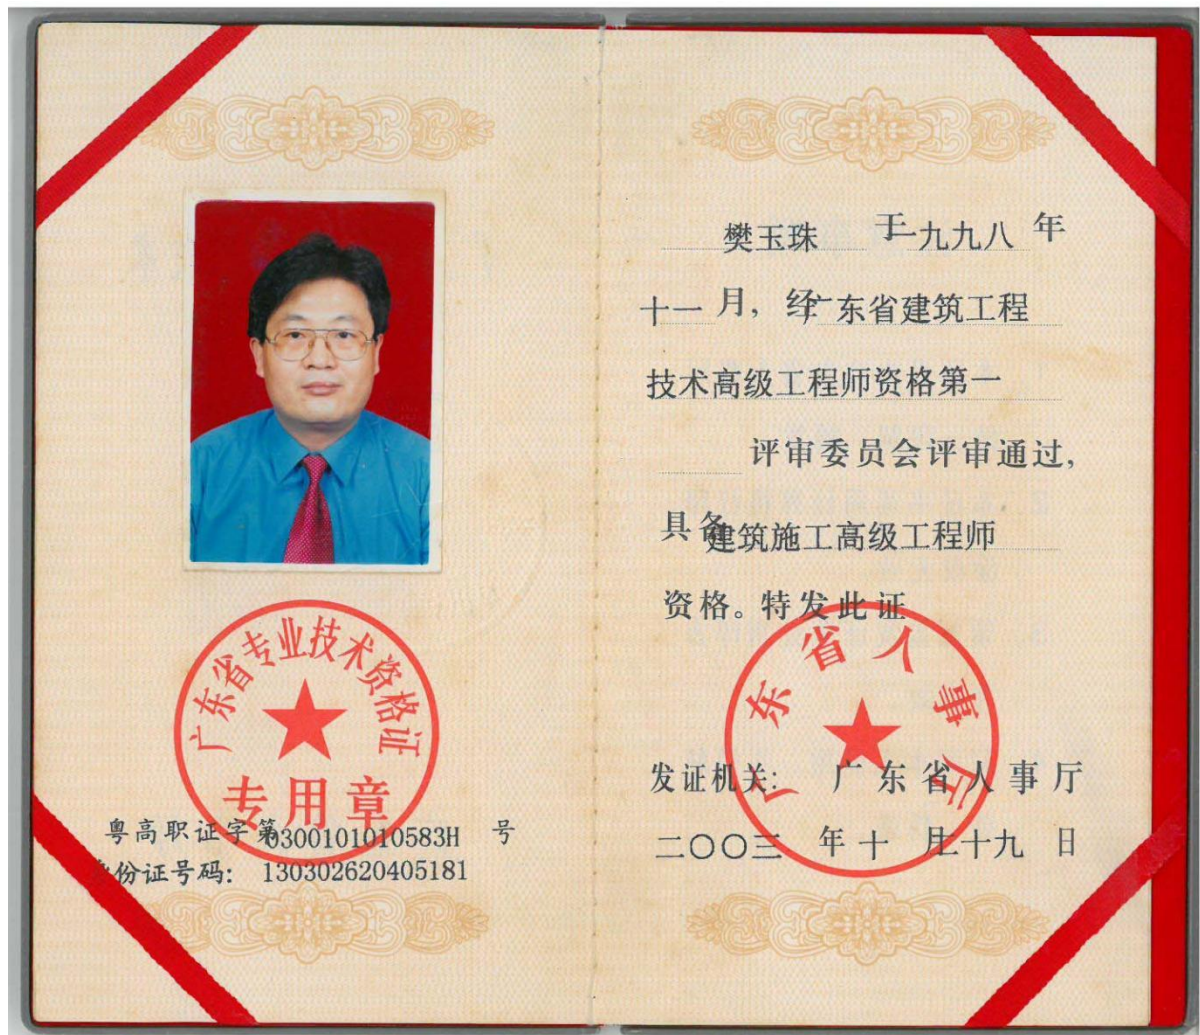 广东省专业技术资格证
专用章
粤高职证字第0300101010583H 号
身份证号码: 130302620405181
樊玉珠 于一九九八 年
十一 月, 经广东省建筑工程
技术高级工程师资格第一
评审委员会评审通过,
具备建筑施工高级工程师
资格。特发此证
广东省人事厅
发证机关: 广东省人事厅
二〇〇三 年 十 月二十九 日